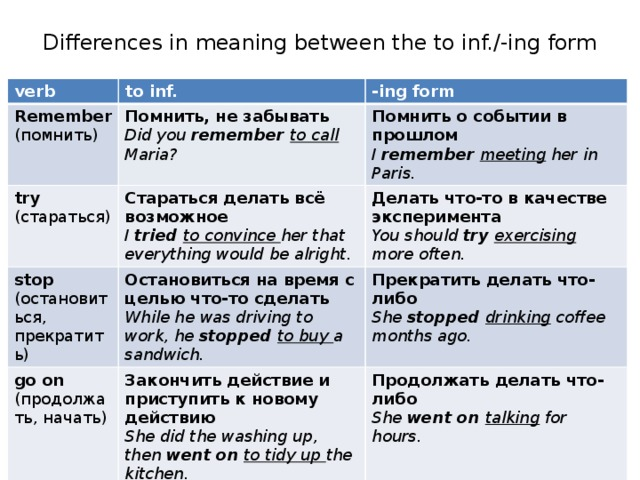 Differences in meaning between the to inf./-ing form
verb to inf. -ing form
Remember
(помнить)
Помнить, не забывать
Did you remember to call
Maria?
Помнить о событии в
прошлом
I remember meeting her in
Paris.
try
(стараться)
Стараться делать всё
возможное
I tried to convince her that
everything would be alright.
Делать что-то в качестве
эксперимента
You should try exercising
more often.
stop
(остановит
ься,
прекратит
ь)
Остановиться на время с
целью что-то сделать
While he was driving to
work, he stopped to buy a
sandwich.
Прекратить делать что-
либо
She stopped drinking coffee
months ago.
go on
(продолжа
ть, начать)
Закончить действие и
приступить к новому
действию
She did the washing up,
then went on to tidy up the
kitchen.
Продолжать делать что-
либо
She went on talking for
hours.